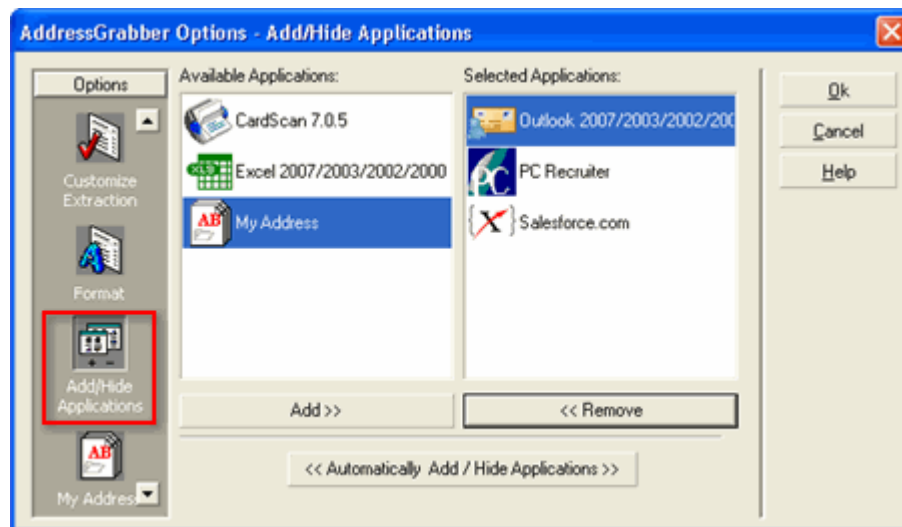 AddressGrabber Options - Add/Hide Applications
Options
Customize
Extraction
Format
Add/Hide
Applications
My Addres
Available Applications:
CardScan 7.0.5
Excel 2007/2003/2002/2000
My Address
Add >>
Selected Applications:
Outlook 2007/2003/2002/200
PC Recruiter
Salesforce.com
<< Remove
<< Automatically Add / Hide Applications >>
Ok
Cancel
Help